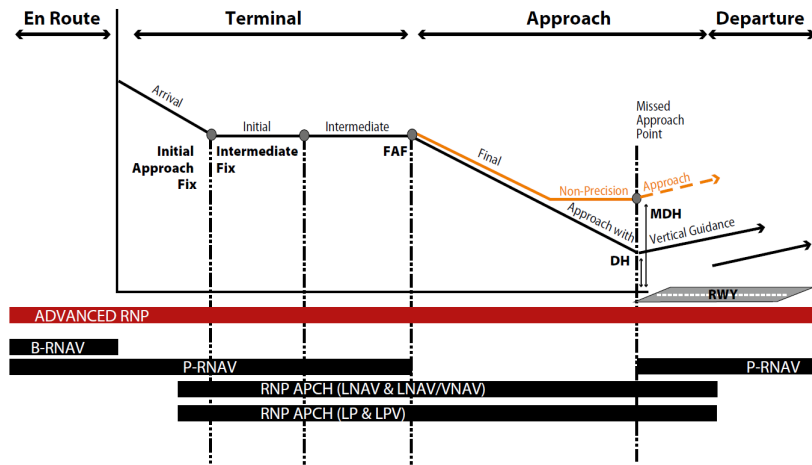 En Route
Terminal
Approach
Departure
Arrival
Initial
Intermediate
Missed
Approach
Point
Initial
Approach
Fix
Intermediate
Fix
FAF
Final
Non-Precision
Approach
Approach with
Vertical Guidance
MDH
DH
RWY
ADVANCED RNP
B-RNAV
P-RNAV
P-RNAV
RNP APCH (LNAV & LNAV/VNAV)
RNP APCH (LP & LPV)